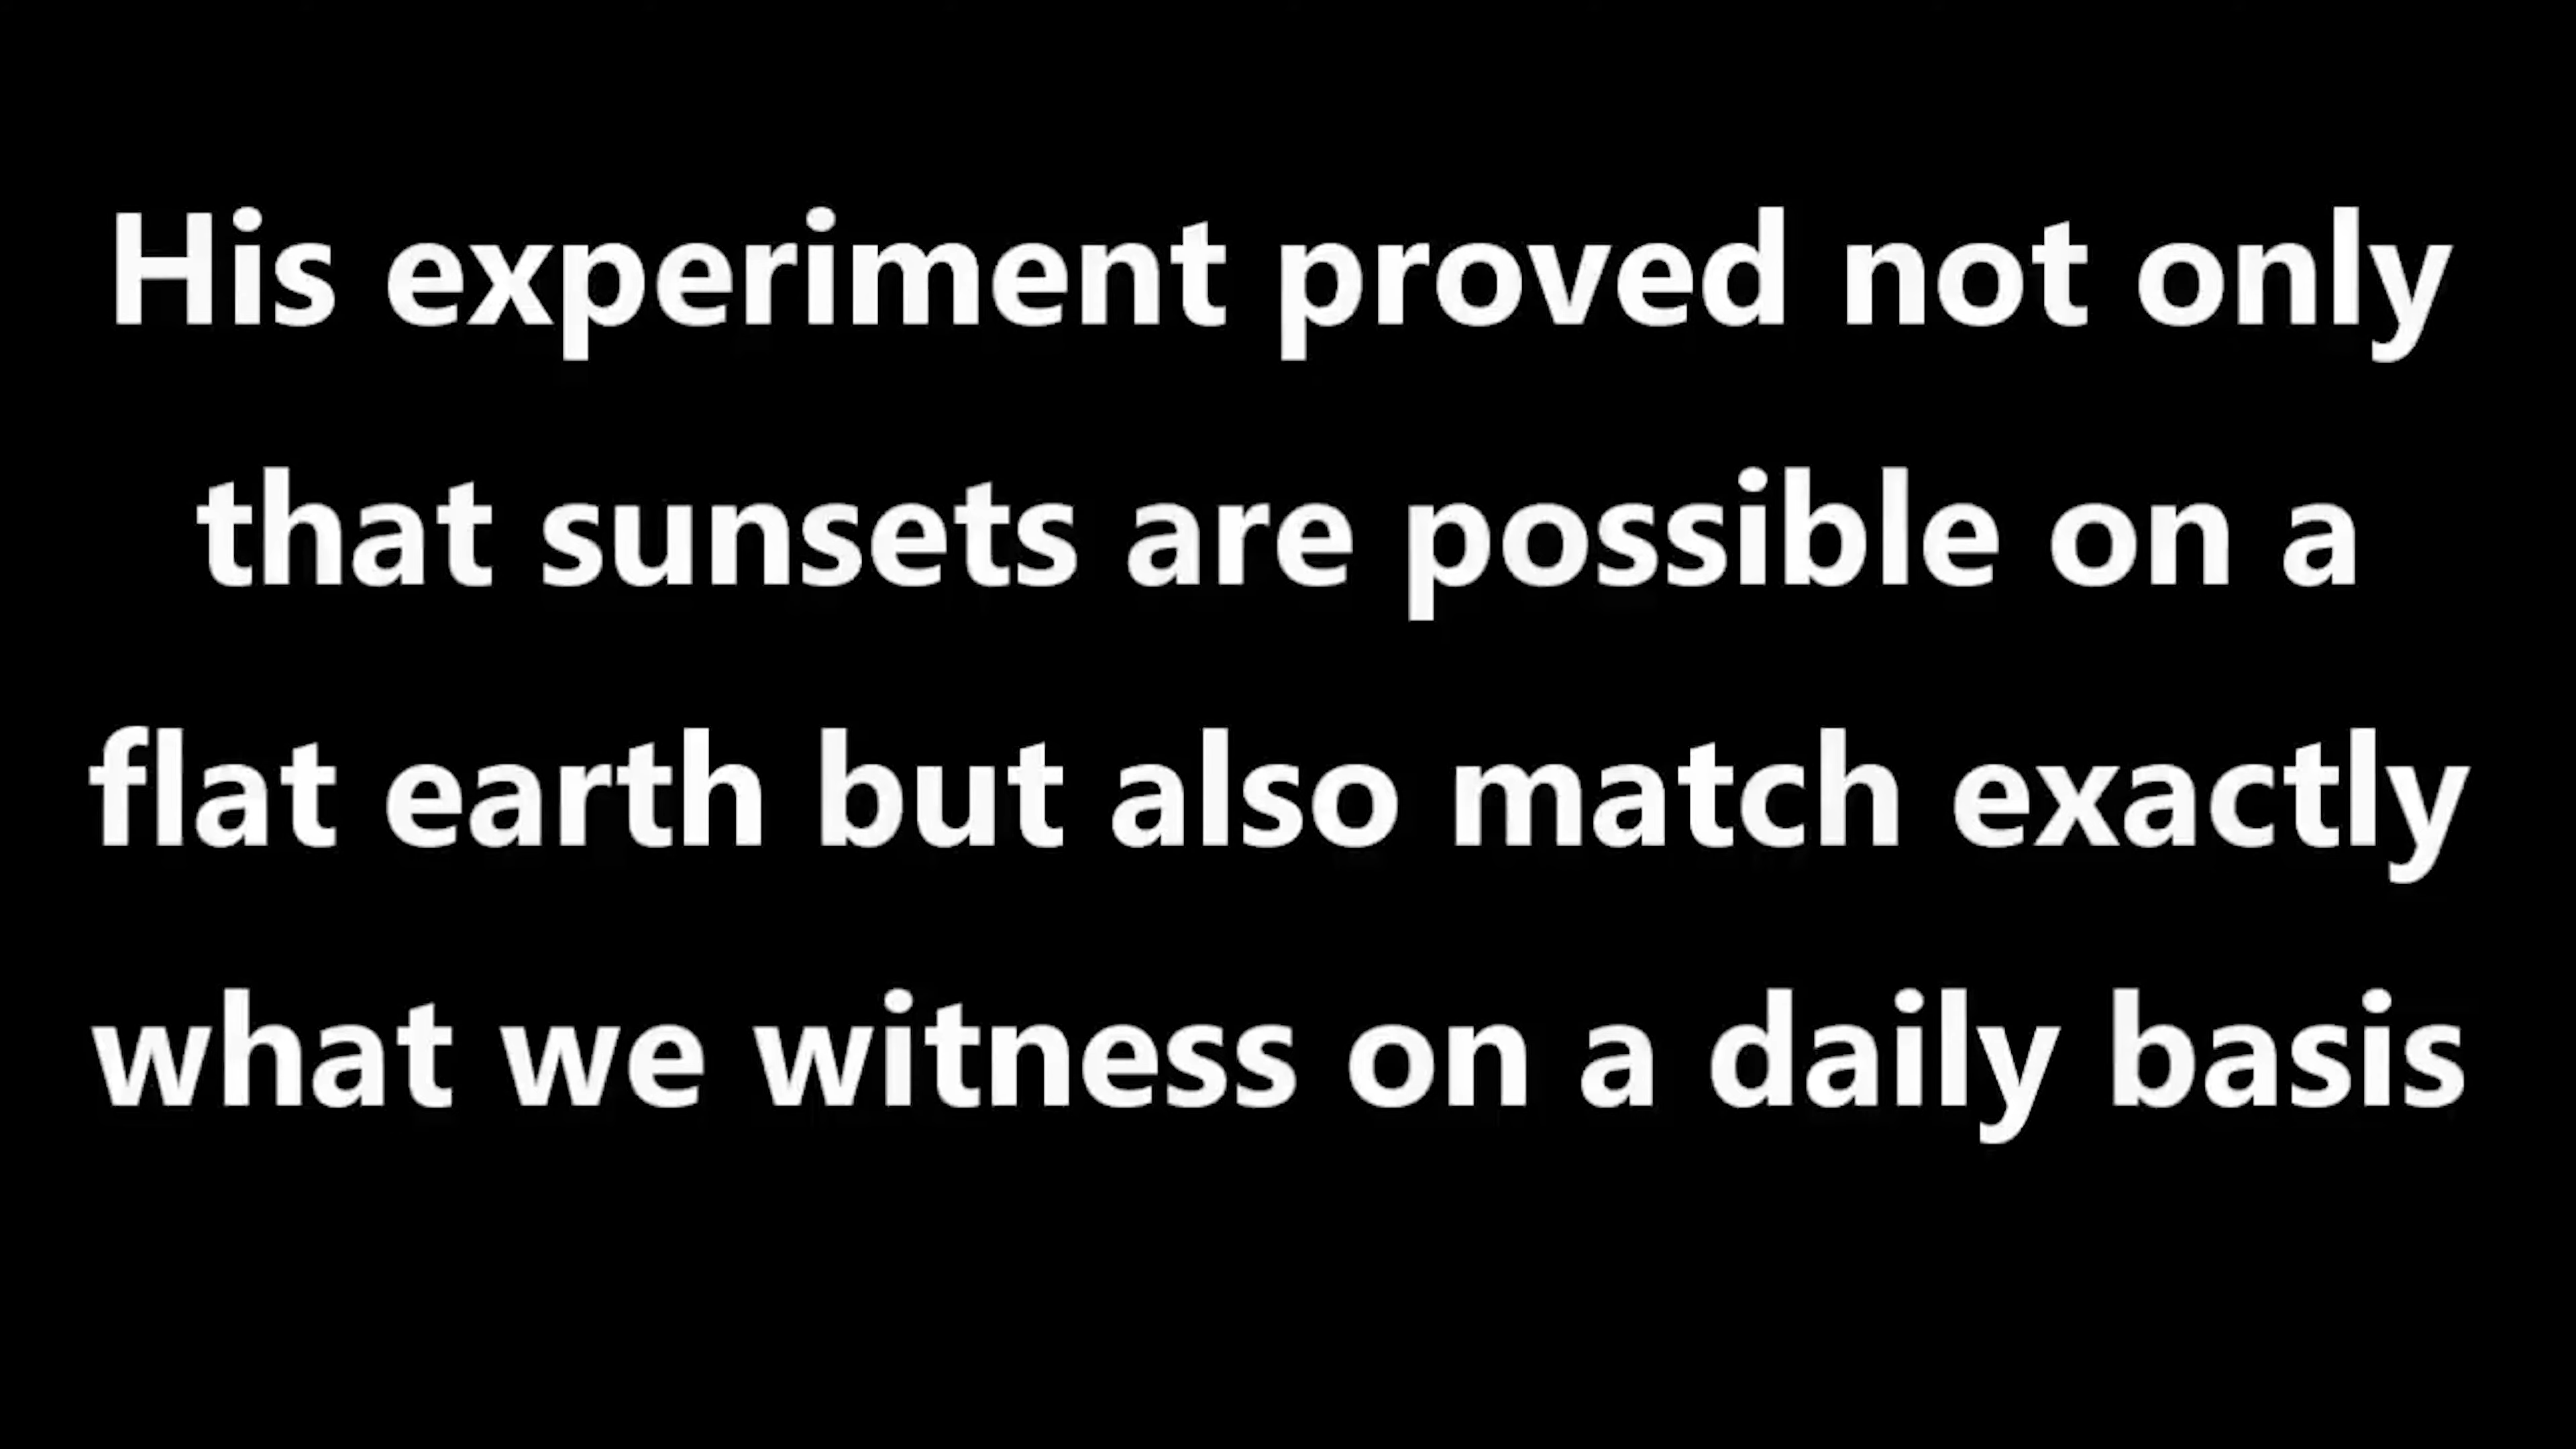 His experiment proved not only
that sunsets are possible on a
flat earth but also match exactly
what we witness on a daily basis